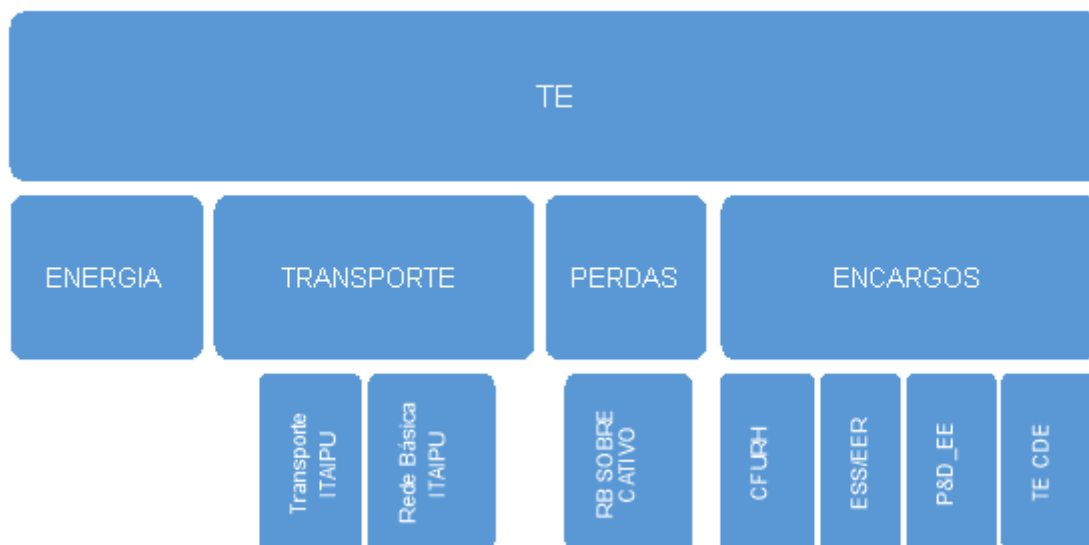 TE
ENERGIA
TRANSPORTE
PERDAS
ENCARGOS
Transporte
ITAIPU
Rede Básica
ITAIPU
RB SOBRE
CATIVO
CFURH
ESS/EER
P&D_EE
TE CDE